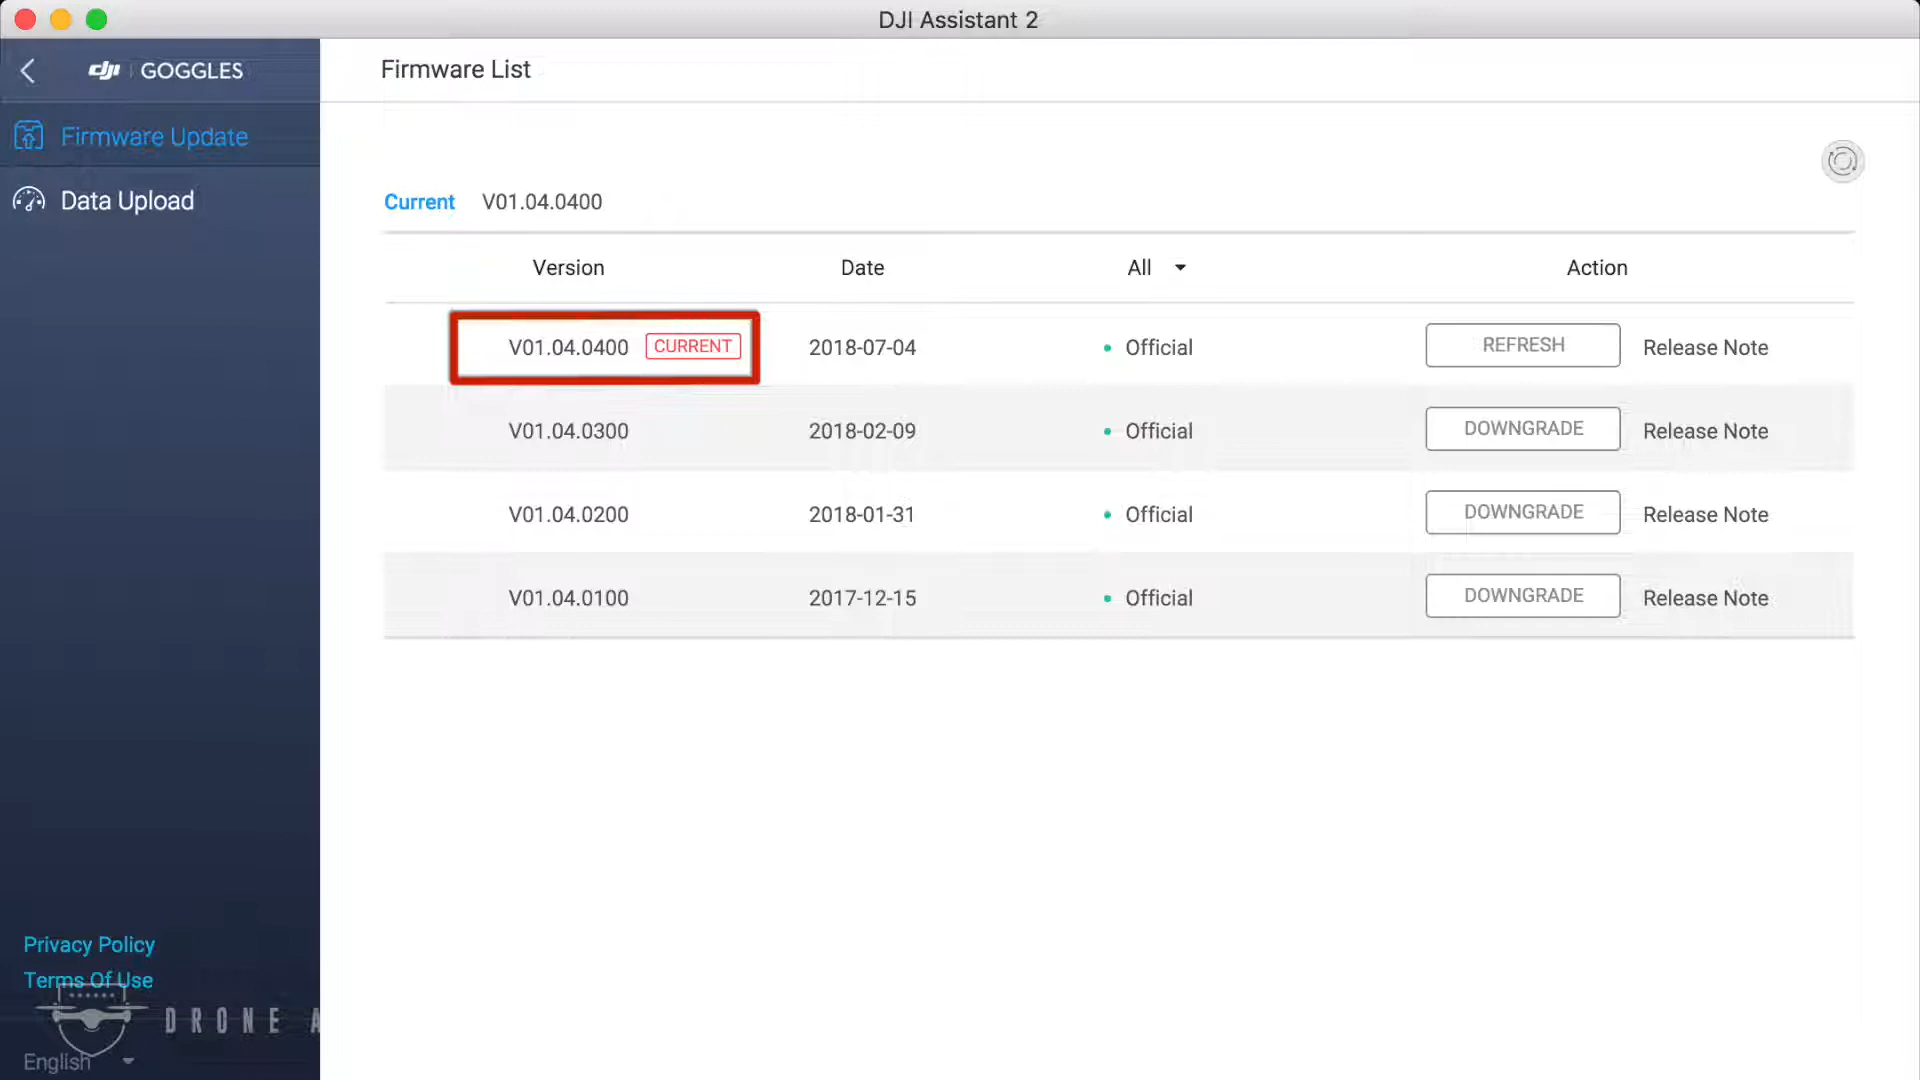 DJI Assistant 2
dji GOGGLES
Firmware List
Firmware Update
Data Upload
Current V01.04.0400
Version Date All Action
V01.04.0400 CURRENT 2018-07-04 Official REFRESH Release Note
V01.04.0300 2018-02-09 Official DOWNGRADE Release Note
V01.04.0200 2018-01-31 Official DOWNGRADE Release Note
V01.04.0100 2017-12-15 Official DOWNGRADE Release Note
Privacy Policy
Terms Of Use
DRONE A
English